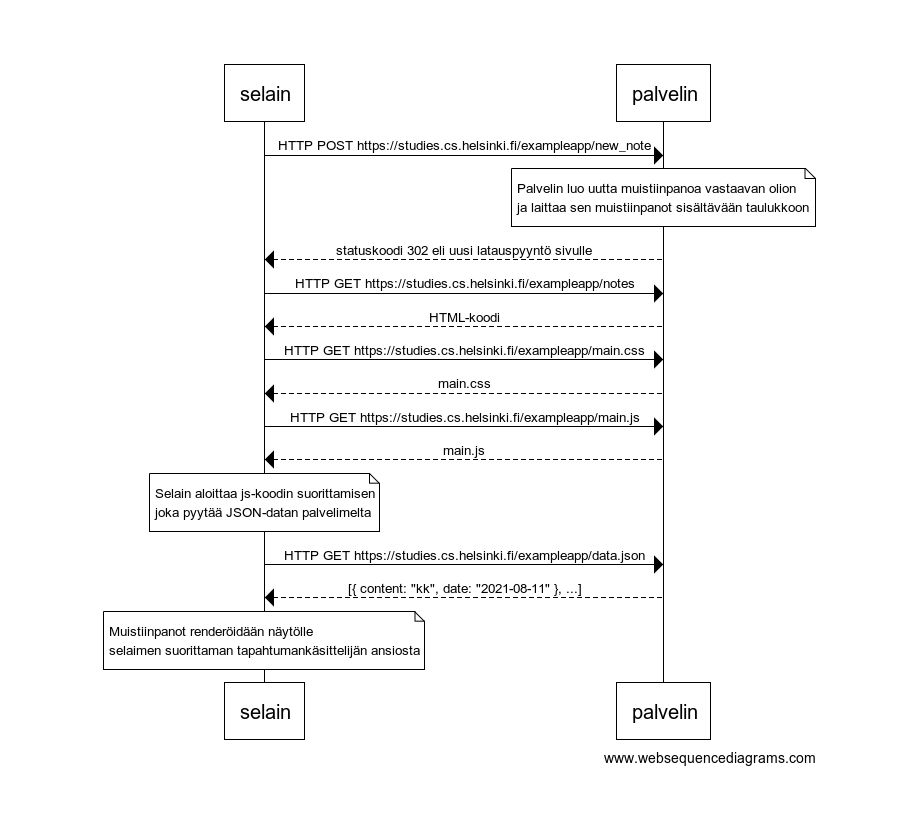 selain
palvelin
HTTP POST https://studies.cs.helsinki.fi/exampleapp/new_note
Palvelin luo uutta muistiinpanoa vastaavan olion
ja laittaa sen muistiinpanot sisältävään taulukkoon
statuskoodi 302 eli uusi latauspyyntö sivulle
HTTP GET https://studies.cs.helsinki.fi/exampleapp/notes
HTML-koodi
HTTP GET https://studies.cs.helsinki.fi/exampleapp/main.css
main.css
HTTP GET https://studies.cs.helsinki.fi/exampleapp/main.js
main.js
Selain aloittaa js-koodin suorittamisen
joka pyytää JSON-datan palvelimelta
HTTP GET https://studies.cs.helsinki.fi/exampleapp/data.json
[{ content: "kk", date: "2021-08-11" }, ...]
Muistiinpanot renderöidään näytölle
selaimen suorittaman tapahtumankäsittelijän ansiosta
selain
palvelin
www.websequencediagrams.com